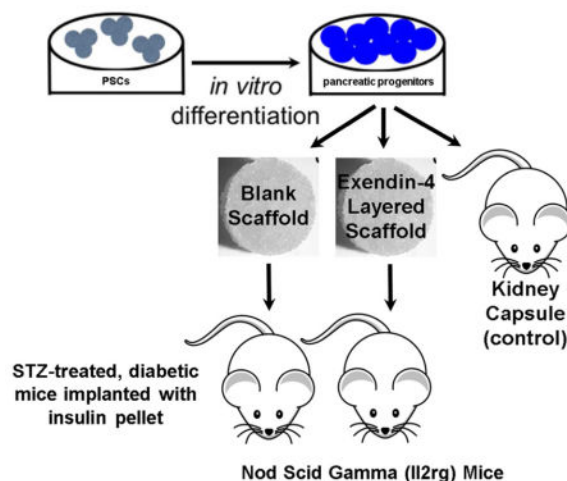 PSCs
in vitro
differentiation
pancreatic progenitors
Blank
Scaffold
Exendin-4
Layered
Scaffold
Kidney
Capsule
(control)
STZ-treated, diabetic
mice implanted with
insulin pellet
Nod Scid Gamma (Il2rg) Mice